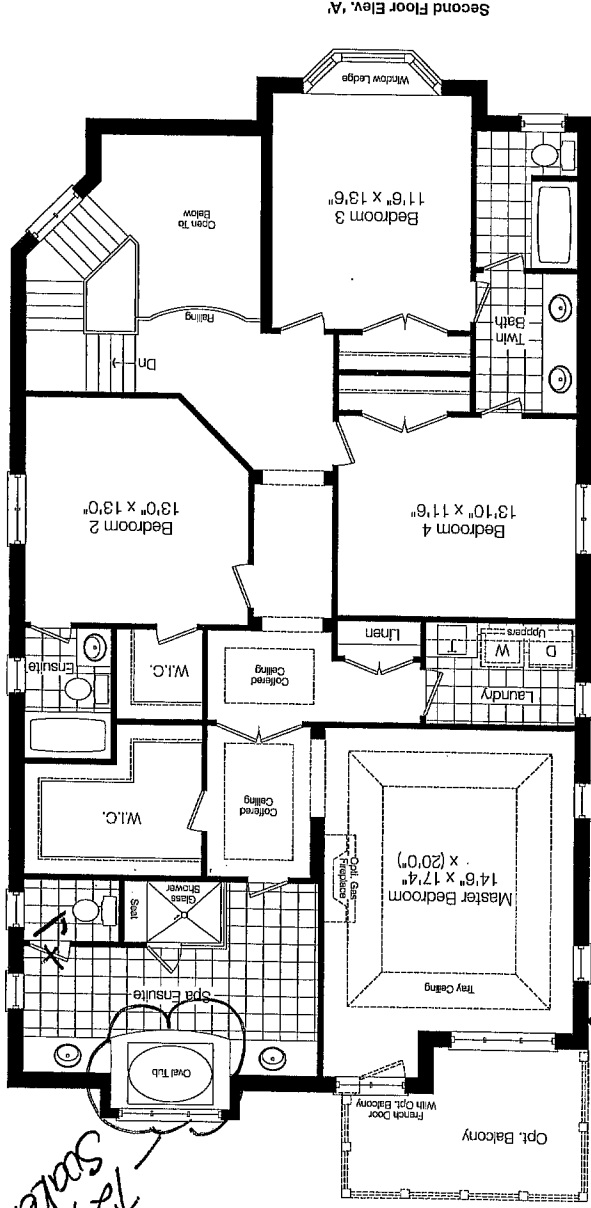 Opt. Balcony
French Door
With Opt. Balcony
Oval Tub
Tray Ceiling
Spa Ensuite
Master Bedroom
14'6" x 17'4"
x (20'0")
Opt. Gas
Fireplace
Glass
Shower
Seat
W.I.C.
Coffered
Ceiling
Laundry
D
W
T
Uppers
Linen
Coffered
Ceiling
W.I.C.
Ensuite
Bedroom 4
13'10" x 11'6"
Bedroom 2
13'0" x 13'0"
Dn
Twin
Bath
Railing
Bedroom 3
11'6" x 13'6"
Open To
Below
Window Ledge
Second Floor Elev. 'A'